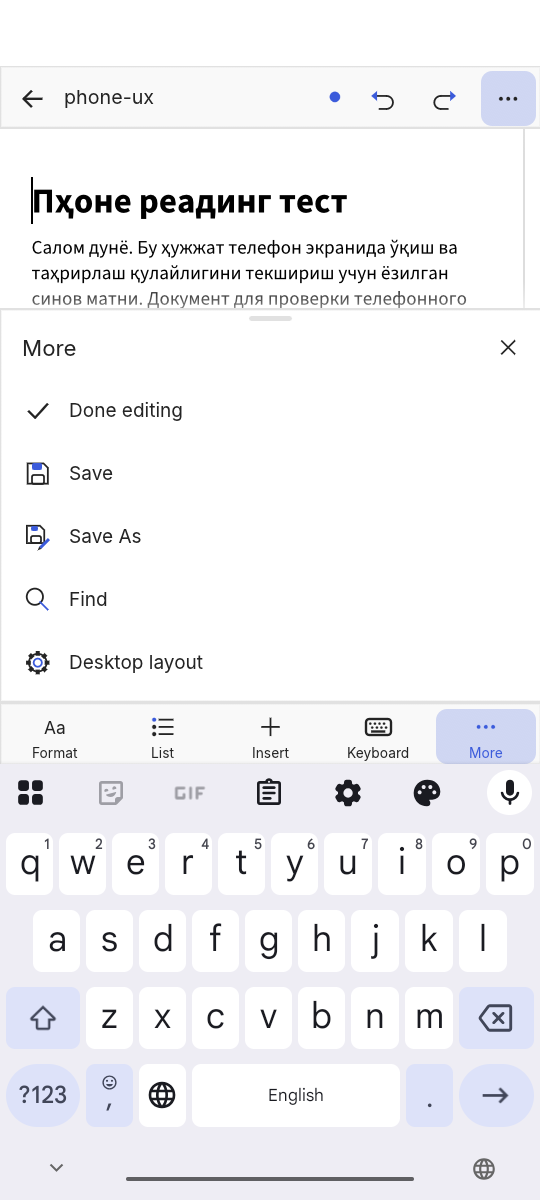 phone-ux
Пҳоне реадинг тест
Салом дунё. Бу ҳужжат телефон экранида ўқиш ва
таҳрирлаш қулайлигини текшириш учун ёзилган
синов матни. Документ для проверки телефонного
More
Done editing
Save
Save As
Find
Desktop layout
Aa
Format List Insert Keyboard More
GIF
1 2 3 4 5 6 7 8 9 0
q w e r t y u i o p
a s d f g h j k l
z x c v b n m
?123 , English .